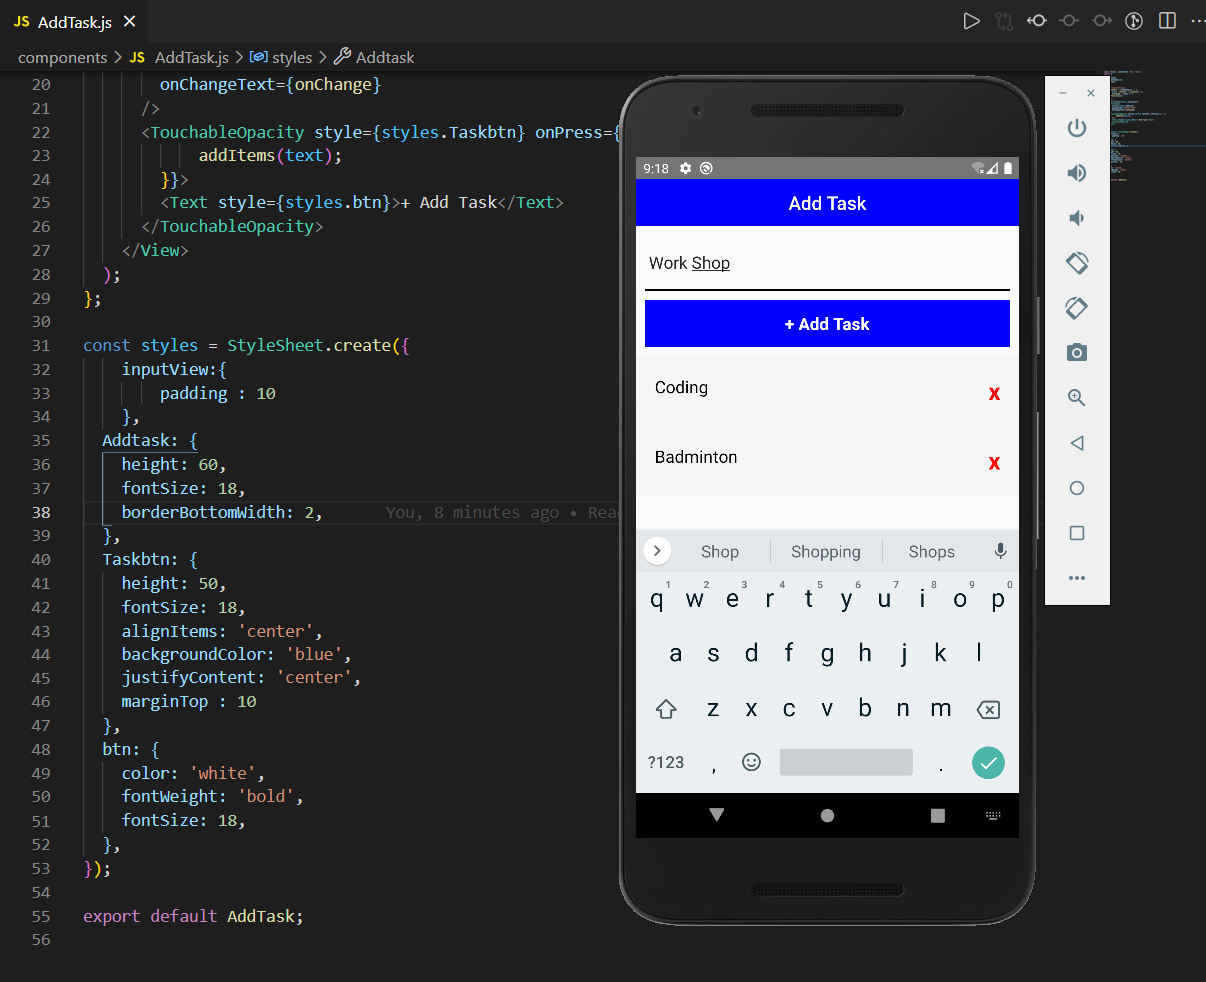 JS AddTask.js ×
components > JS AddTask.js > styles > Addtask
20 onChangeText={onChange}
21 />
22 <TouchableOpacity style={styles.Taskbtn} onPress={
23 addItems(text);
24 }}>
25 <Text style={styles.btn}>+ Add Task</Text>
26 </TouchableOpacity>
27 </View>
28 );
29 };
30
31 const styles = StyleSheet.create({
32 inputView:{
33 padding : 10
34 },
35 Addtask: {
36 height: 60,
37 fontSize: 18,
38 borderBottomWidth: 2, You, 8 minutes ago •
39 },
40 Taskbtn: {
41 height: 50,
42 fontSize: 18,
43 alignItems: 'center',
44 backgroundColor: 'blue',
45 justifyContent: 'center',
46 marginTop : 10
47 },
48 btn: {
49 color: 'white',
50 fontWeight: 'bold',
51 fontSize: 18,
52 },
53 });
54
55 export default AddTask;
56
9:18
Add Task
Work Shop
+ Add Task
Coding
x
Badminton
x
Shop Shopping Shops
1 2 3 4 5 6 7 8 9 0
q w e r t y u i o p
a s d f g h j k l
z x c v b n m
?123 , .